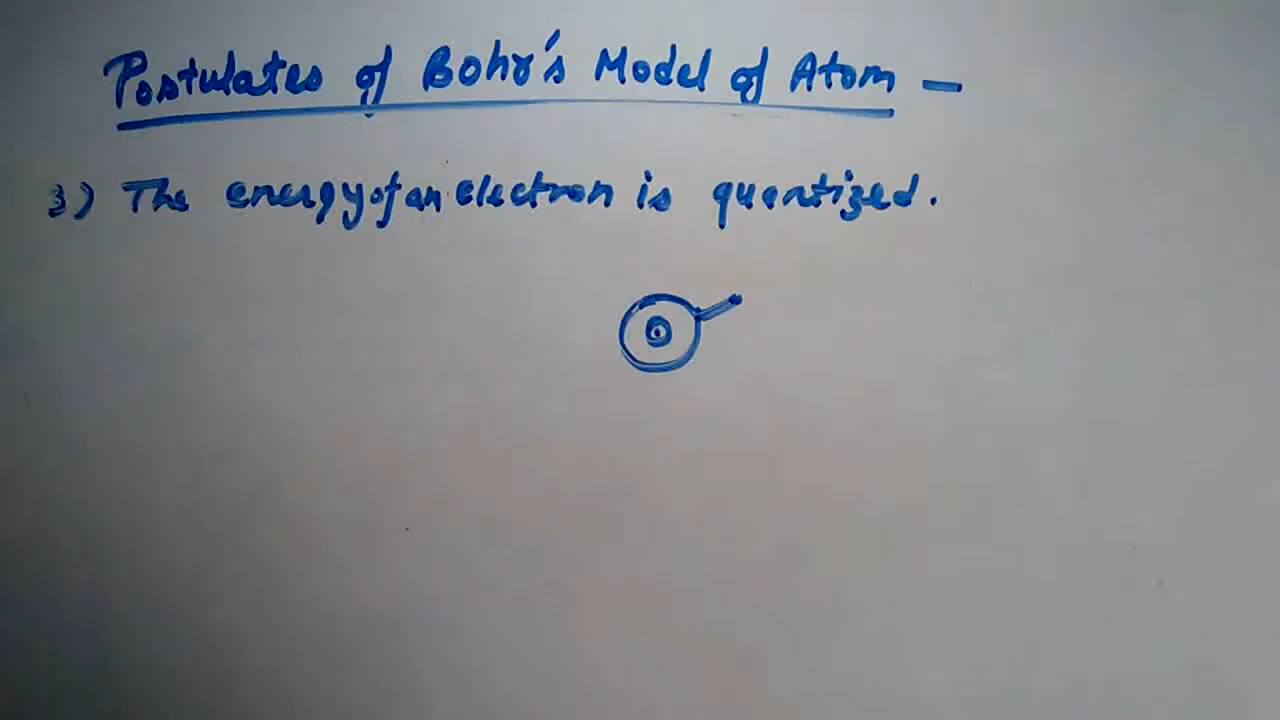 Postulates of Bohr's Model of Atom –
3) The energy of an electron is quantized.